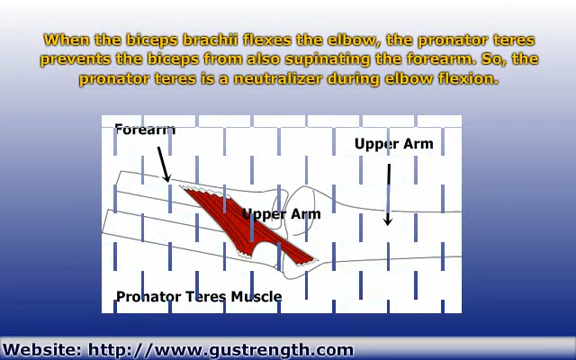 When the biceps brachii flexes the elbow, the pronator teres
prevents the biceps from also supinating the forearm. So, the
pronator teres is a neutralizer during elbow flexion.
Forearm
Upper Arm
Upper Arm
Pronator Teres Muscle
Website: http://www.gustrength.com